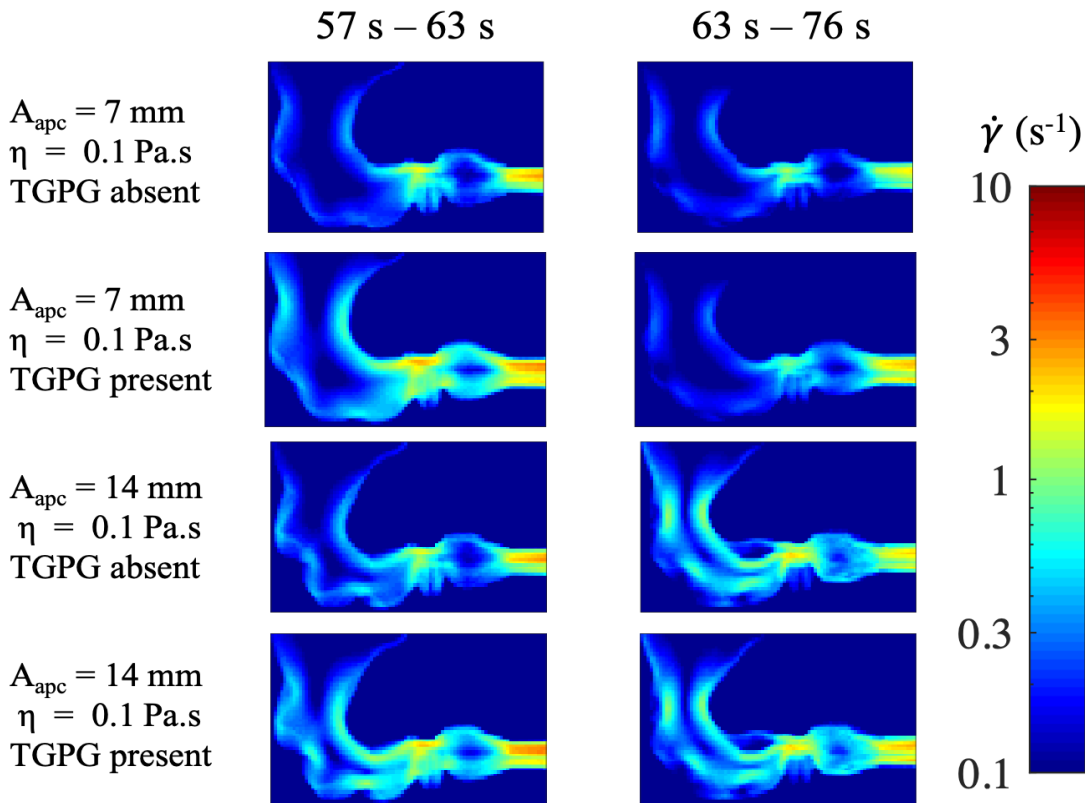 57 s – 63 s
63 s – 76 s
A_apc = 7 mm
η = 0.1 Pa.s
TGPG absent
A_apc = 7 mm
η = 0.1 Pa.s
TGPG present
A_apc = 14 mm
η = 0.1 Pa.s
TGPG absent
A_apc = 14 mm
η = 0.1 Pa.s
TGPG present
γ̇ (s⁻¹)
10
3
1
0.3
0.1